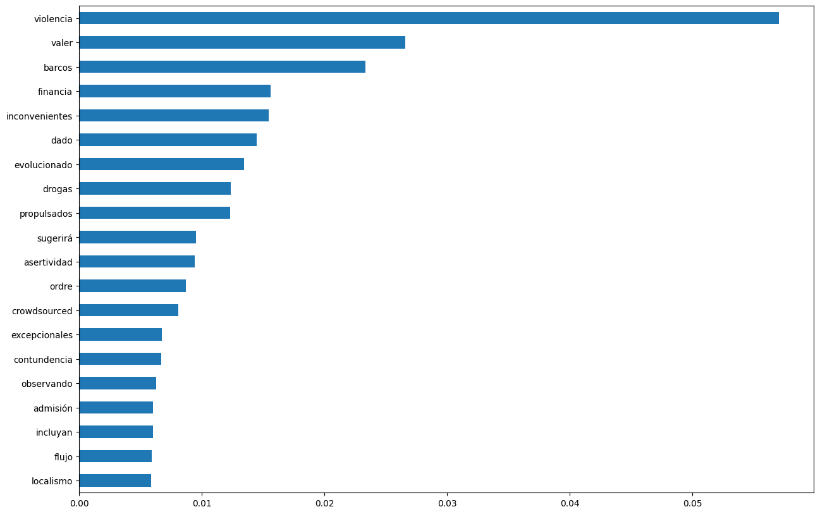 violencia
valer
barcos
financia
inconvenientes
dado
evolucionado
drogas
propulsados
sugerirá
asertividad
ordre
crowdsourced
excepcionales
contundencia
observando
admisión
incluyan
flujo
localismo
0.00 0.01 0.02 0.03 0.04 0.05